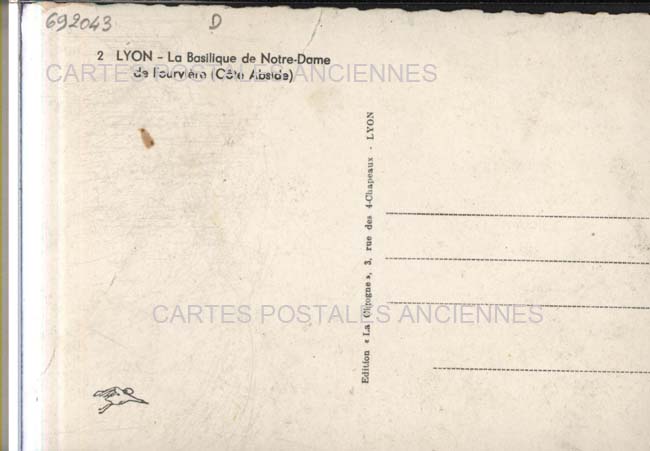 692043 D
2 LYON - La Basilique de Notre-Dame
de Fourvière (Côté Abside)
CARTES POSTALES ANCIENNES
Edition « La Cigogne », 3, rue des 4-Chapeaux - LYON
CARTES POSTALES ANCIENNES